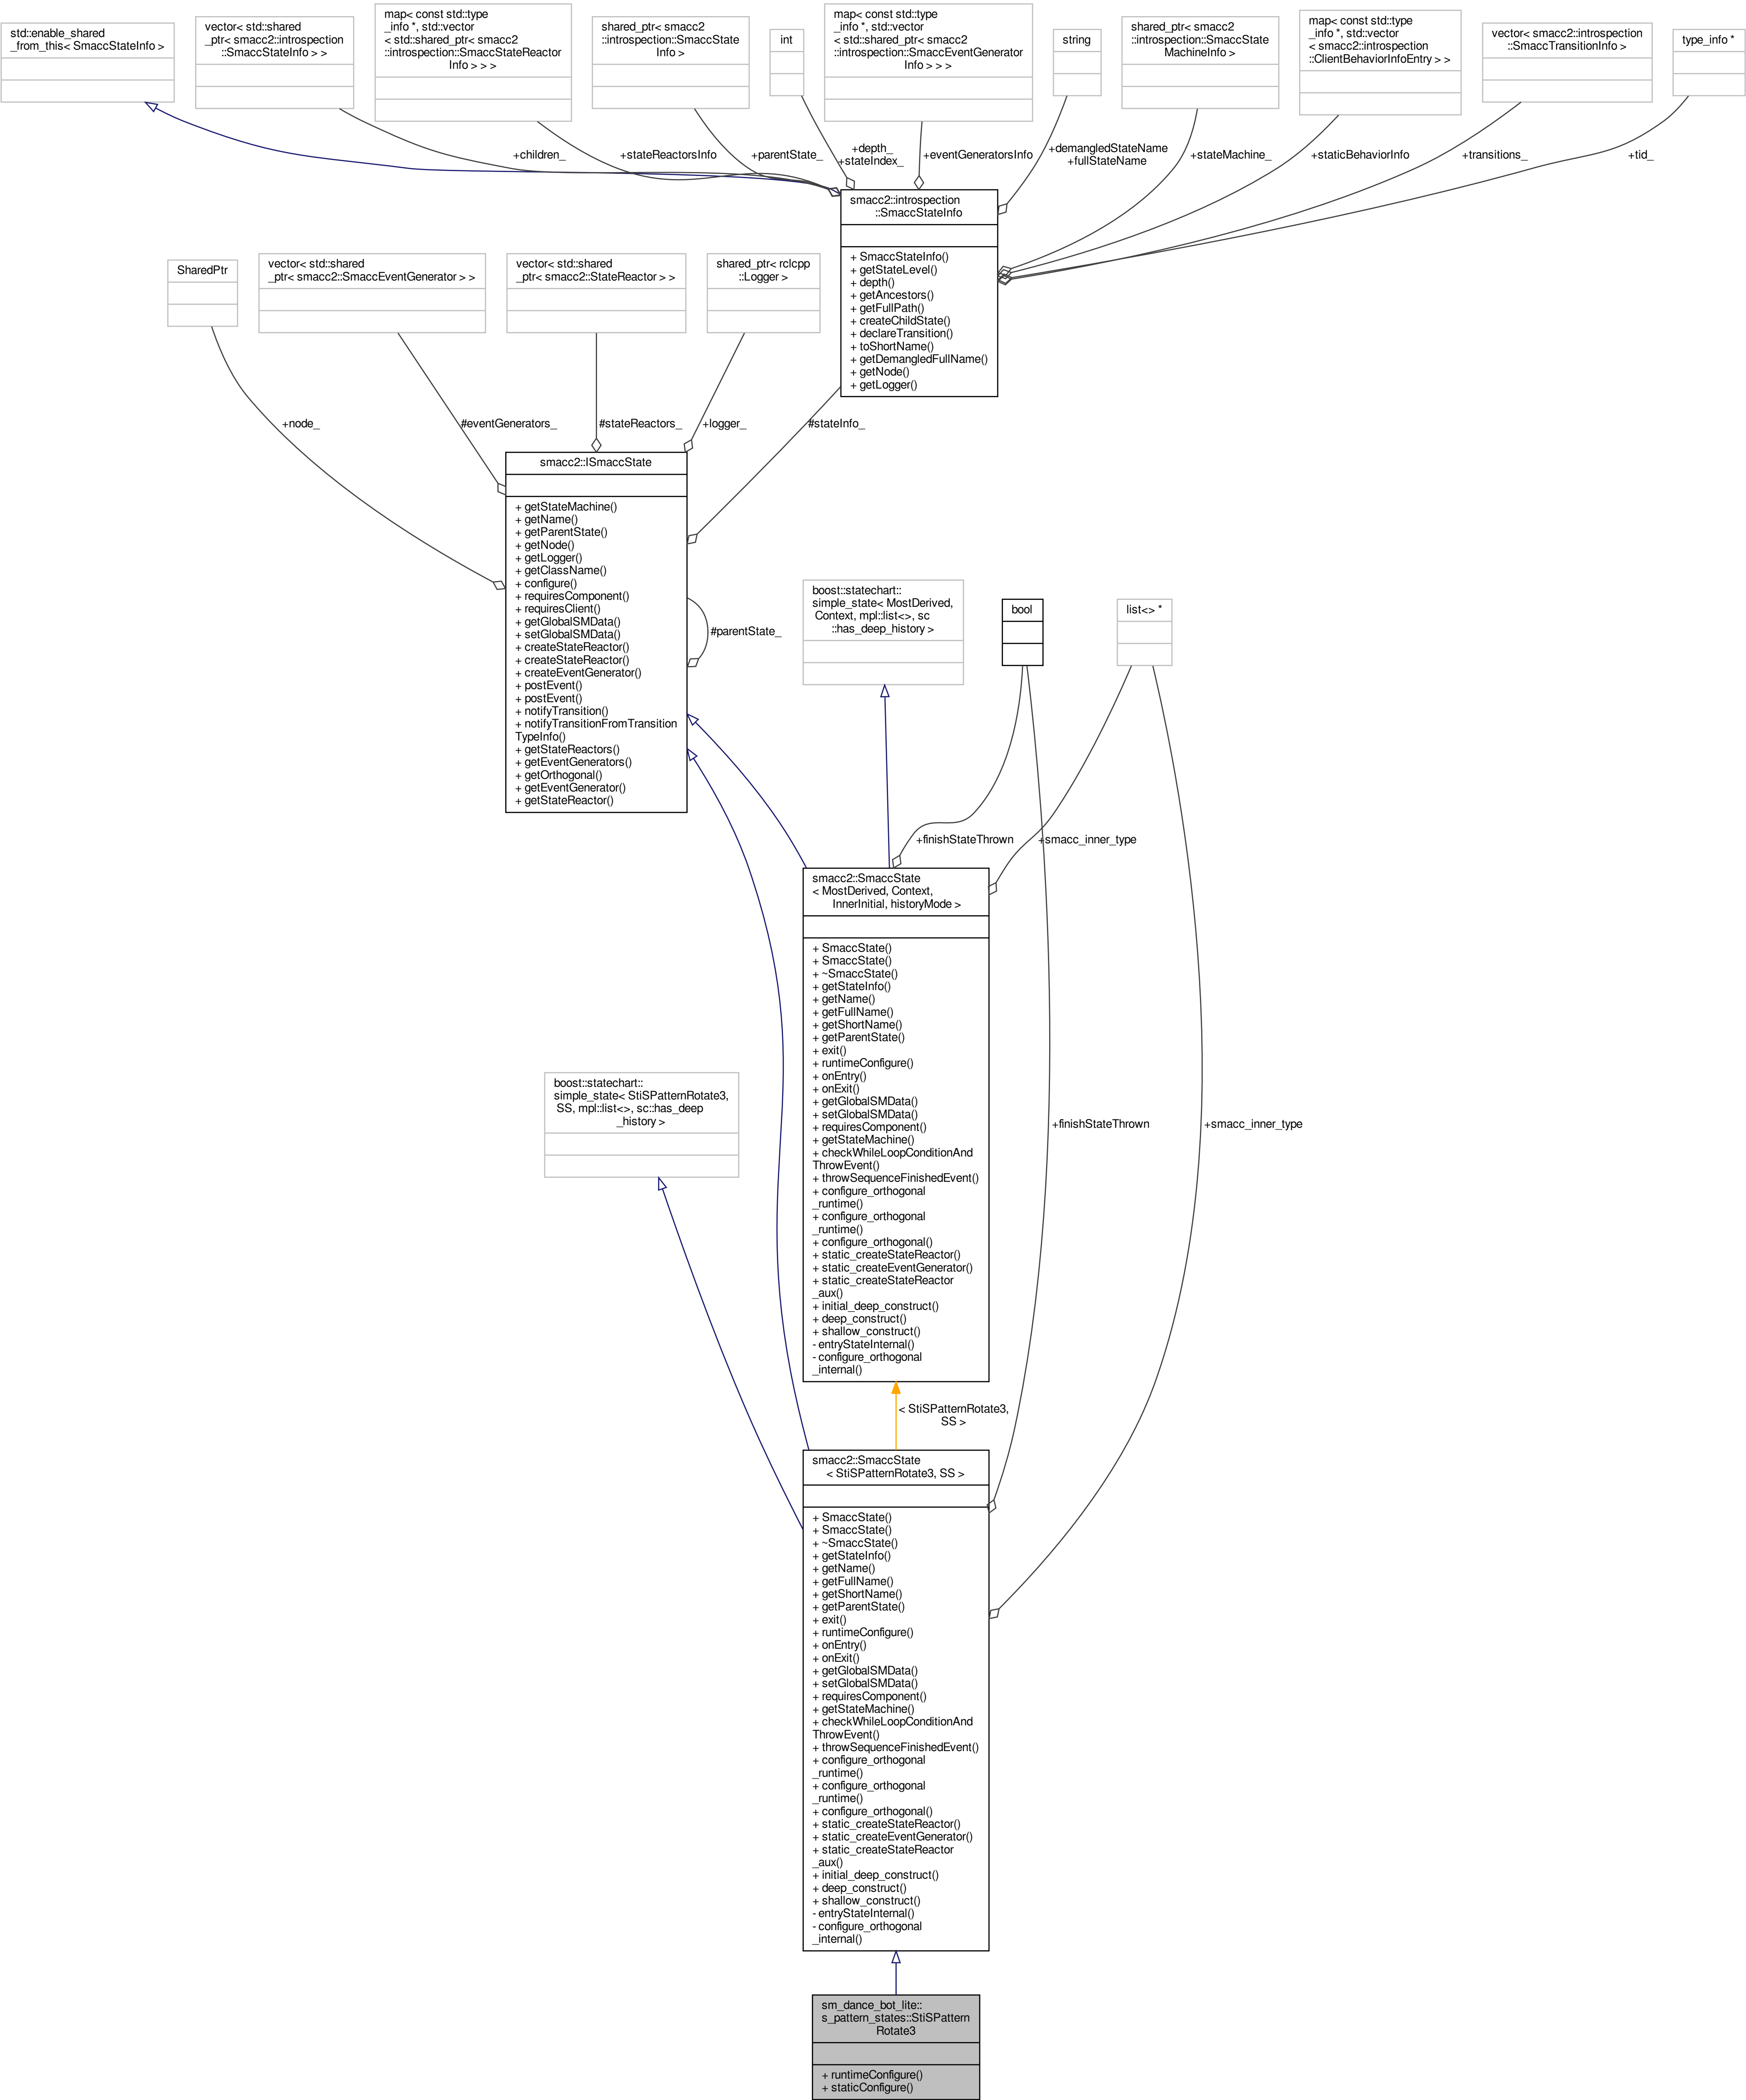 std::enable_shared
_from_this< SmaccStateInfo >
vector< std::shared
_ptr< smacc2::introspection
::SmaccStateInfo > >
map< const std::type
_info *, std::vector
< std::shared_ptr< smacc2
::introspection::SmaccStateReactor
Info > > >
shared_ptr< smacc2
::introspection::SmaccState
Info >
int
map< const std::type
_info *, std::vector
< std::shared_ptr< smacc2
::introspection::SmaccEventGenerator
Info > > >
string
shared_ptr< smacc2
::introspection::SmaccState
MachineInfo >
map< const std::type
_info *, std::vector
< smacc2::introspection
::ClientBehaviorInfoEntry > >
vector< smacc2::introspection
::SmaccTransitionInfo >
type_info *
+children_
+stateReactorsInfo
+parentState_
+depth_
+stateIndex_
+eventGeneratorsInfo
+demangledStateName
+fullStateName
+stateMachine_
+staticBehaviorInfo
+transitions_
+tid_
smacc2::introspection
::SmaccStateInfo
+ SmaccStateInfo()
+ getStateLevel()
+ depth()
+ getAncestors()
+ getFullPath()
+ createChildState()
+ declareTransition()
+ toShortName()
+ getDemangledFullName()
+ getNode()
+ getLogger()
SharedPtr
vector< std::shared
_ptr< smacc2::SmaccEventGenerator > >
vector< std::shared
_ptr< smacc2::StateReactor > >
shared_ptr< rclcpp
::Logger >
+node_
#eventGenerators_
#stateReactors_
+logger_
#stateInfo_
smacc2::ISmaccState
+ getStateMachine()
+ getName()
+ getParentState()
+ getNode()
+ getLogger()
+ getClassName()
+ configure()
+ requiresComponent()
+ requiresClient()
+ getGlobalSMData()
+ setGlobalSMData()
+ createStateReactor()
+ createStateReactor()
+ createEventGenerator()
+ postEvent()
+ postEvent()
+ notifyTransition()
+ notifyTransitionFromTransition
TypeInfo()
+ getStateReactors()
+ getEventGenerators()
+ getOrthogonal()
+ getEventGenerator()
+ getStateReactor()
#parentState_
boost::statechart::
simple_state< MostDerived,
Context, mpl::list<>, sc
::has_deep_history >
bool
list<> *
+finishStateThrown
+smacc_inner_type
smacc2::SmaccState
< MostDerived, Context,
InnerInitial, historyMode >
+ SmaccState()
+ SmaccState()
+ ~SmaccState()
+ getStateInfo()
+ getName()
+ getFullName()
+ getShortName()
+ getParentState()
+ exit()
+ runtimeConfigure()
+ onEntry()
+ onExit()
+ getGlobalSMData()
+ setGlobalSMData()
+ requiresComponent()
+ getStateMachine()
+ checkWhileLoopConditionAnd
ThrowEvent()
+ throwSequenceFinishedEvent()
+ configure_orthogonal
_runtime()
+ configure_orthogonal
_runtime()
+ configure_orthogonal()
+ static_createStateReactor()
+ static_createEventGenerator()
+ static_createStateReactor
_aux()
+ initial_deep_construct()
+ deep_construct()
+ shallow_construct()
- entryStateInternal()
- configure_orthogonal
_internal()
boost::statechart::
simple_state< StiSPatternRotate3,
SS, mpl::list<>, sc::has_deep
_history >
+finishStateThrown
+smacc_inner_type
< StiSPatternRotate3,
SS >
smacc2::SmaccState
< StiSPatternRotate3, SS >
+ SmaccState()
+ SmaccState()
+ ~SmaccState()
+ getStateInfo()
+ getName()
+ getFullName()
+ getShortName()
+ getParentState()
+ exit()
+ runtimeConfigure()
+ onEntry()
+ onExit()
+ getGlobalSMData()
+ setGlobalSMData()
+ requiresComponent()
+ getStateMachine()
+ checkWhileLoopConditionAnd
ThrowEvent()
+ throwSequenceFinishedEvent()
+ configure_orthogonal
_runtime()
+ configure_orthogonal
_runtime()
+ configure_orthogonal()
+ static_createStateReactor()
+ static_createEventGenerator()
+ static_createStateReactor
_aux()
+ initial_deep_construct()
+ deep_construct()
+ shallow_construct()
- entryStateInternal()
- configure_orthogonal
_internal()
sm_dance_bot_lite::
s_pattern_states::StiSPattern
Rotate3
+ runtimeConfigure()
+ staticConfigure()